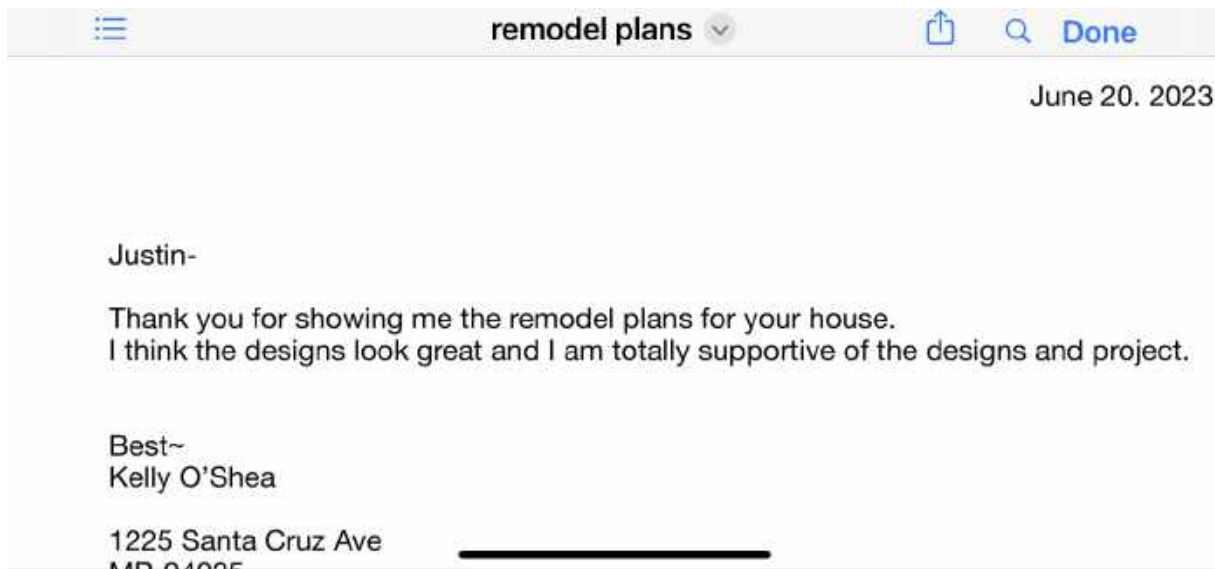 remodel plans
Done
June 20. 2023
Justin-
Thank you for showing me the remodel plans for your house.
I think the designs look great and I am totally supportive of the designs and project.
Best~
Kelly O'Shea
1225 Santa Cruz Ave